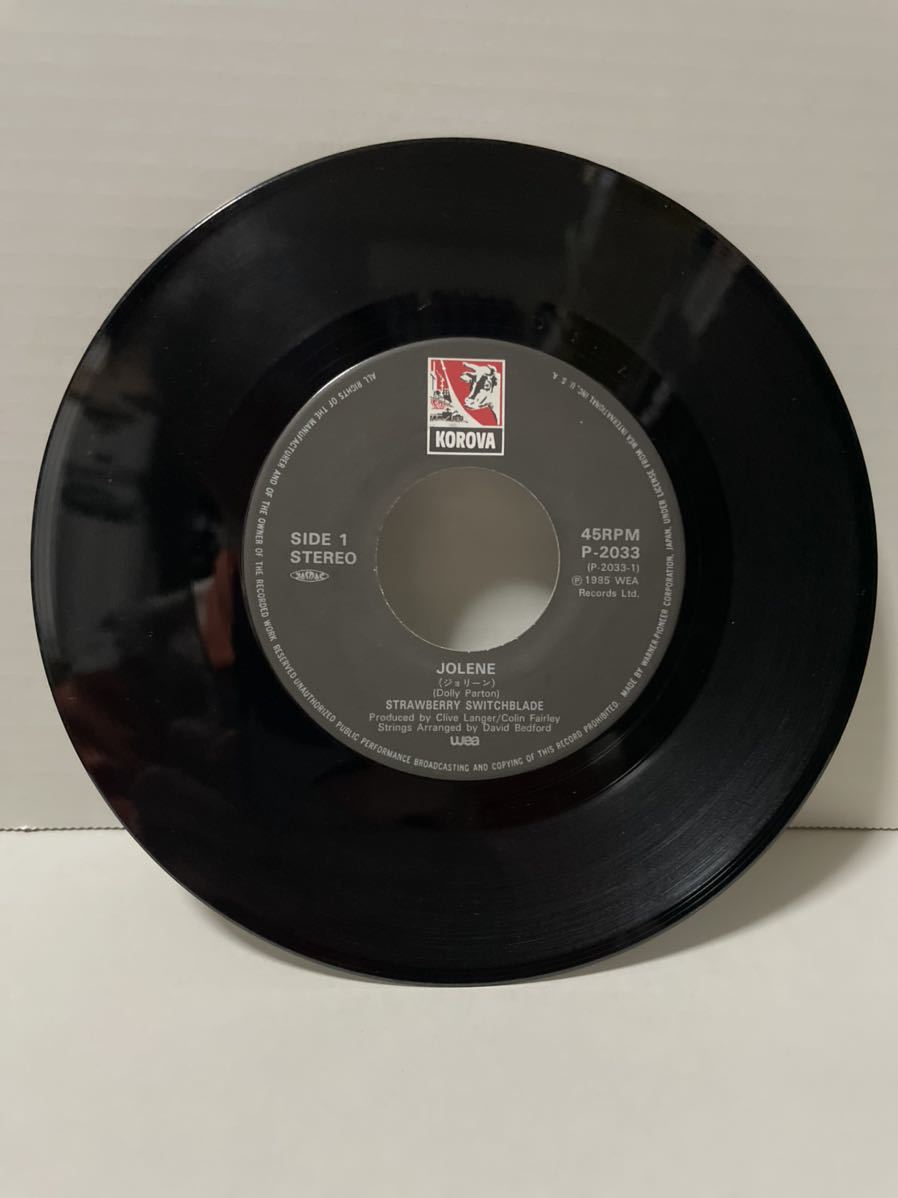 KOROVA
SIDE 1
STEREO
JASRAC
45RPM
P-2033
(P-2033-1)
Ⓟ1985 WEA
Records Ltd.
JOLENE
(ジョリーン)
(Dolly Parton)
STRAWBERRY SWITCHBLADE
Produced by Clive Langer/Colin Fairley
Strings Arranged by David Bedford
wea
ALL RIGHTS OF THE MANUFACTURER AND OF THE OWNER OF THE RECORDED WORK RESERVED UNAUTHORIZED PUBLIC PERFORMANCE BROADCASTING AND COPYING OF THIS RECORD PROHIBITED. MADE BY WARNER-PIONEER CORPORATION, JAPAN, UNDER LICENSE FROM WEA INTERNATIONAL INC., U.S.A.